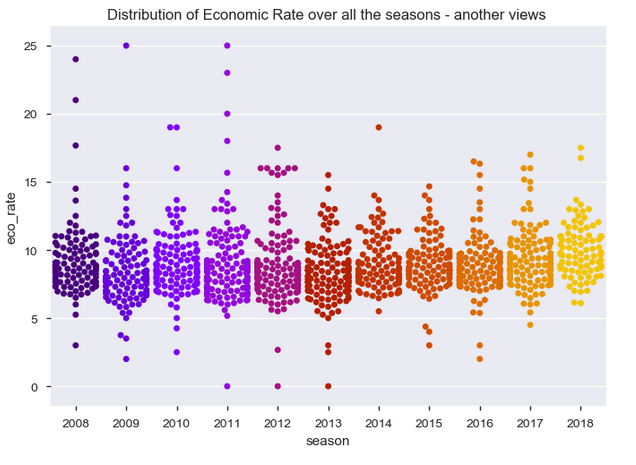 Distribution of Economic Rate over all the seasons - another views
25
20
15
10
5
0
eco_rate
2008 2009 2010 2011 2012 2013 2014 2015 2016 2017 2018
season